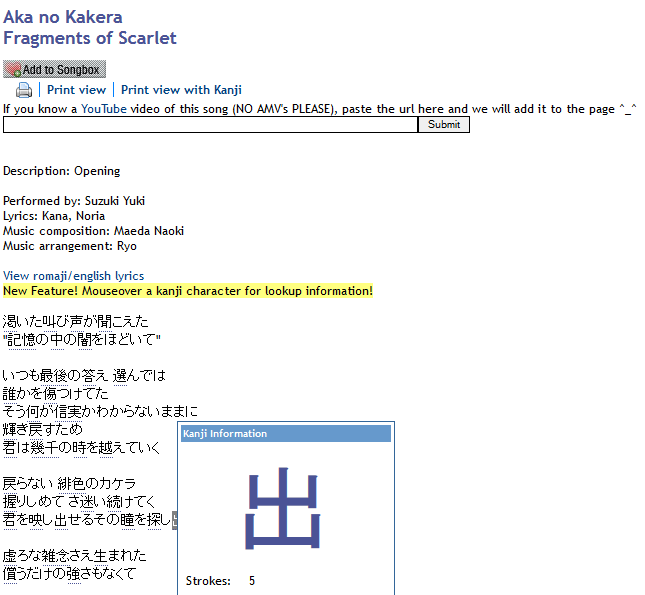 Aka no Kakera
Fragments of Scarlet
Add to Songbox
Print view | Print view with Kanji
If you know a YouTube video of this song (NO AMV's PLEASE), paste the url here and we will add it to the page ^_^
Submit
Description: Opening
Performed by: Suzuki Yuki
Lyrics: Kana, Noria
Music composition: Maeda Naoki
Music arrangement: Ryo
View romaji/english lyrics
New Feature! Mouseover a kanji character for lookup information!
渇いた叫び声が聞こえた
"記憶の中の闇をほどいて"
いつも最後の答え 選んでは
誰かを傷つけてた
そう何が信実かわからないままに
輝き戻すため
君は幾千の時を越えていく
戻らない 緋色のカケラ
握りしめて さ迷い続けてく
君を映し出せるその瞳を探し
虚ろな雑念さえ生まれた
償うだけの強さもなくて
Kanji Information
出
Strokes: 5